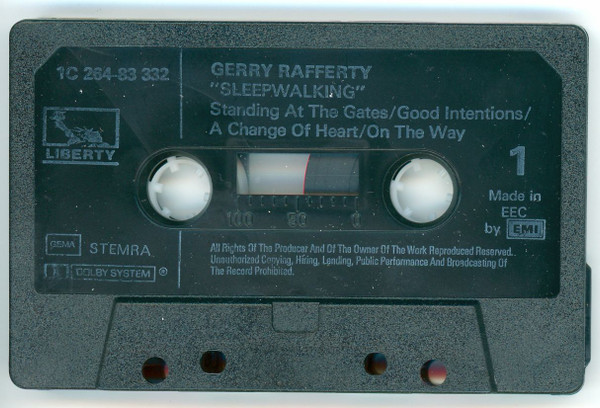 1C 264-83 332
GERRY RAFFERTY
"SLEEPWALKING"
Standing At The Gates/Good Intentions/
A Change Of Heart/On The Way
LIBERTY
1
Made in
EEC
by EMI
100 50 0
GEMA STEMRA
DOLBY SYSTEM ®
All Rights Of The Producer And Of The Owner Of The Work Reproduced Reserved.
Unauthorized Copying, Hiring, Lending, Public Performance And Broadcasting Of
The Record Prohibited.